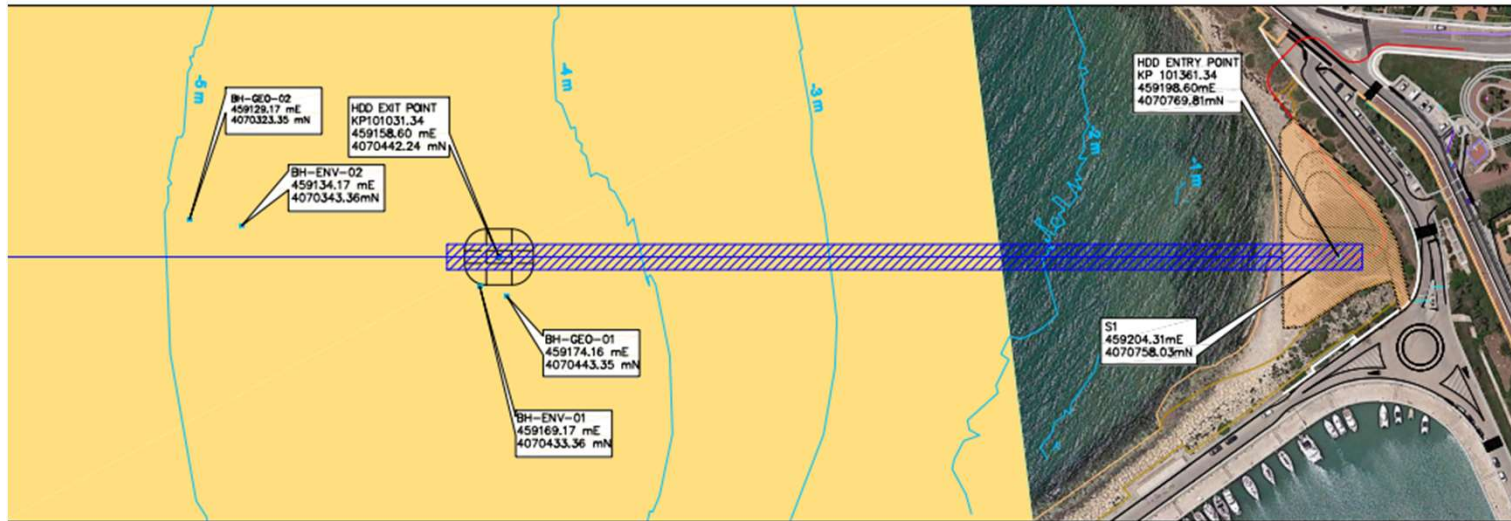 -5 m
BH-GEO-02
459129.17 mE
4070323.35 mN
BH-ENV-02
459134.17 mE
4070343.36mN
HDD EXIT POINT
KP101031.34
459158.60 mE
4070442.24 mN
-4 m
-3 m
-2 m
-1 m
HDD ENTRY POINT
KP 101361.34
459198.60mE
4070769.81mN
BH-GEO-01
459174.16 mE
4070443.35 mN
BH-ENV-01
459169.17 mE
4070433.36 mN
S1
459204.31mE
4070758.03mN